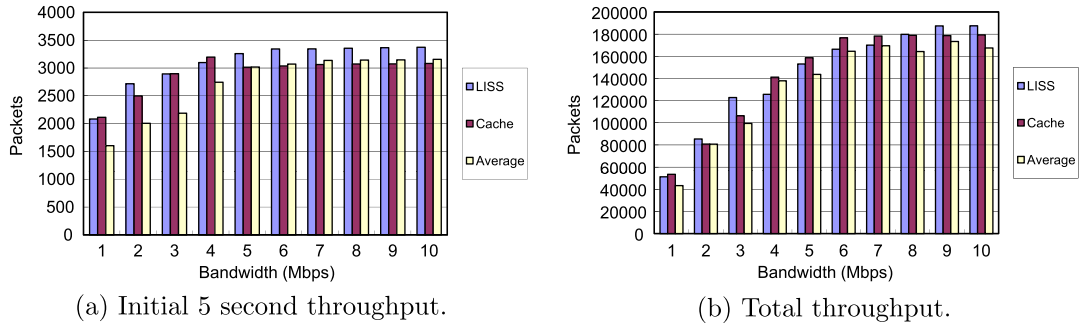 4000
3500
3000
2500
2000
1500
1000
500
0
Packets
1 2 3 4 5 6 7 8 9 10
Bandwidth (Mbps)
LISS
Cache
Average
(a) Initial 5 second throughput.
200000
180000
160000
140000
120000
100000
80000
60000
40000
20000
0
Packets
1 2 3 4 5 6 7 8 9 10
Bandwidth (Mbps)
LISS
Cache
Average
(b) Total throughput.